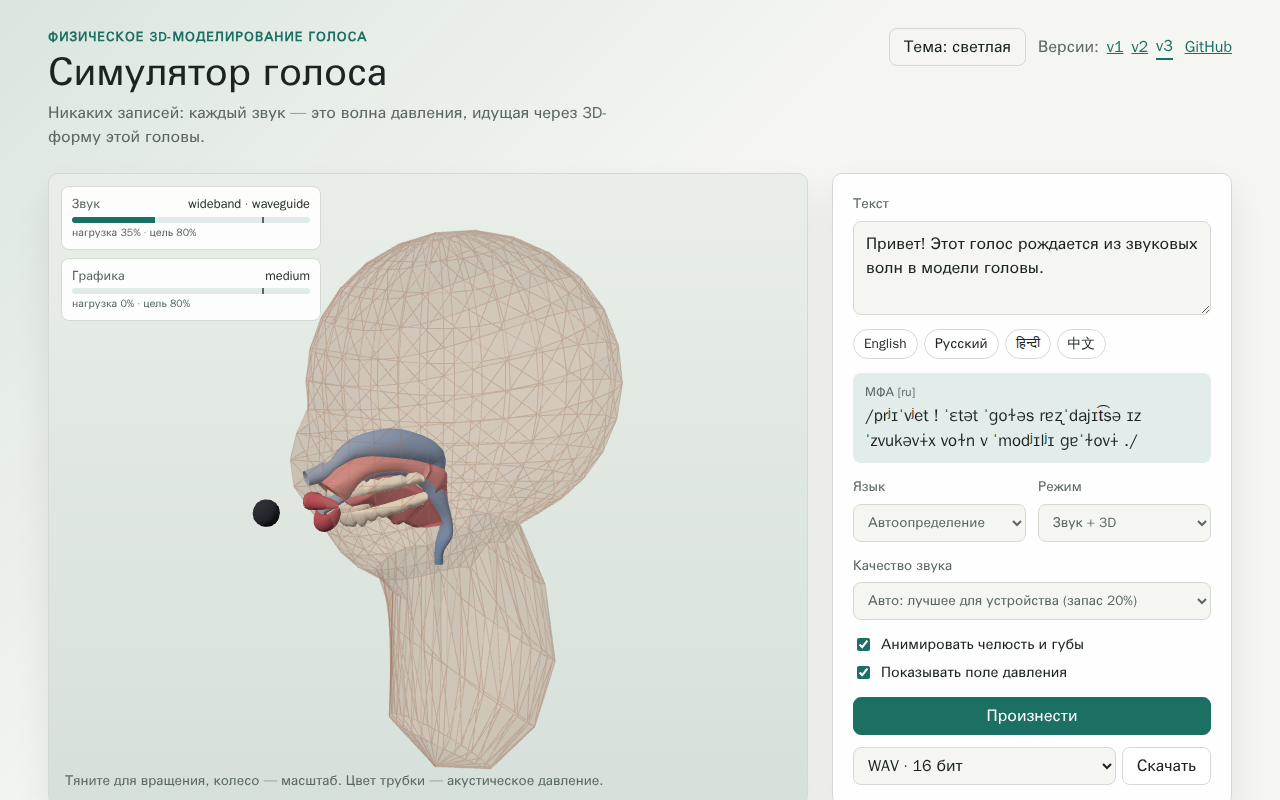 ФИЗИЧЕСКОЕ 3D-МОДЕЛИРОВАНИЕ ГОЛОСА
Симулятор голоса
Никаких записей: каждый звук — это волна давления, идущая через 3D-
форму этой головы.
Тема: светлая
Версии: v1 v2 v3 GitHub
Звук wideband · waveguide
нагрузка 35% · цель 80%
Графика medium
нагрузка 0% · цель 80%
Тяните для вращения, колесо — масштаб. Цвет трубки — акустическое давление.
Текст
Привет! Этот голос рождается из звуковых
волн в модели головы.
English Русский हिन्दी 中文
МФА [ru]
/prʲɪˈvʲet ! ˈɛtət ˈɡoɫəs rɐʐˈdajɪt͡sə ɪz
ˈzvukəvɨx voɫn v ˈmodʲɪlʲɪ ɡɐˈɫovɨ ./
Язык Режим
Автоопределение Звук + 3D
Качество звука
Авто: лучшее для устройства (запас 20%)
Анимировать челюсть и губы
Показывать поле давления
Произнести
WAV · 16 бит Скачать